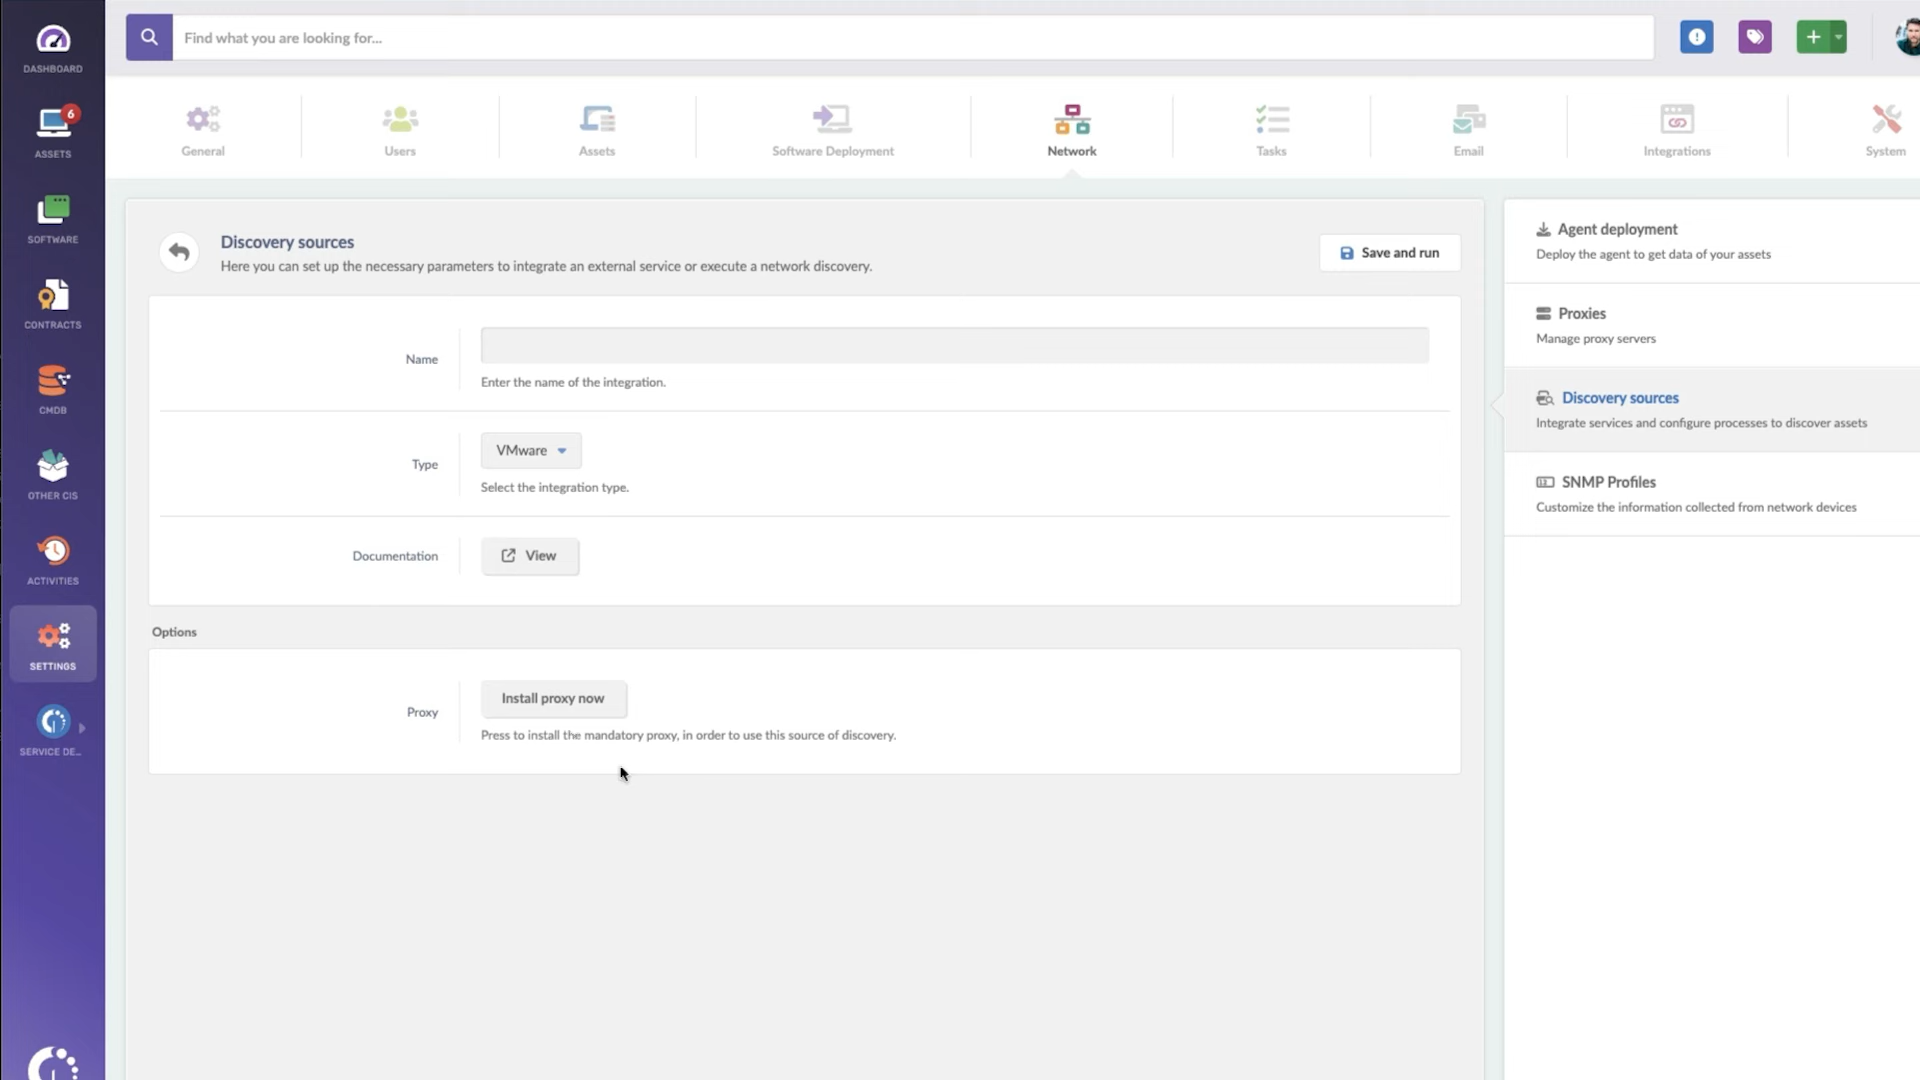 Find what you are looking for...
DASHBOARD
6
ASSETS
SOFTWARE
CONTRACTS
CMDB
OTHER CIS
ACTIVITIES
SETTINGS
SERVICE DE...
General
Users
Assets
Software Deployment
Network
Tasks
Email
Integrations
System
Discovery sources
Here you can set up the necessary parameters to integrate an external service or execute a network discovery.
Save and run
Name
Enter the name of the integration.
Type
VMware
Select the integration type.
Documentation
View
Options
Proxy
Install proxy now
Press to install the mandatory proxy, in order to use this source of discovery.
Agent deployment
Deploy the agent to get data of your assets
Proxies
Manage proxy servers
Discovery sources
Integrate services and configure processes to discover assets
SNMP Profiles
Customize the information collected from network devices